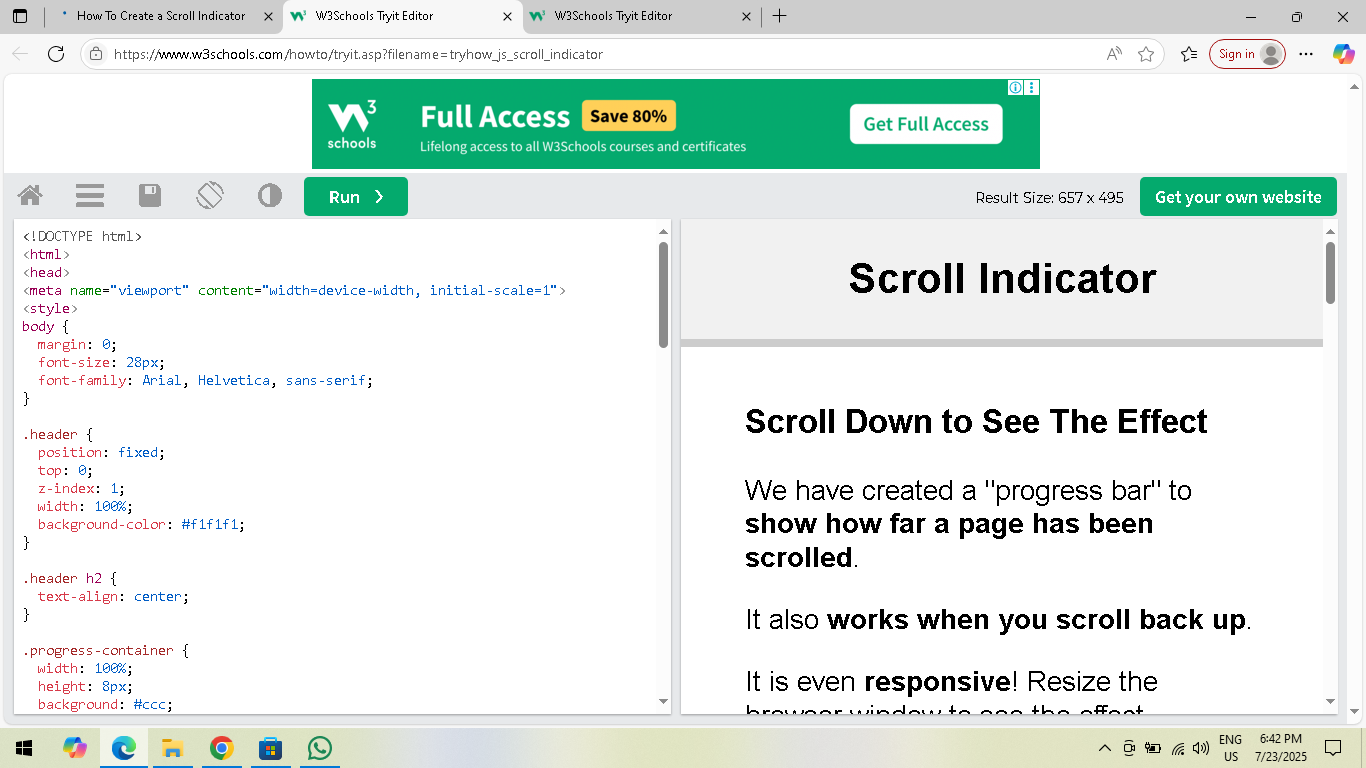 How To Create a Scroll Indicator
W3Schools Tryit Editor
W3Schools Tryit Editor
https://www.w3schools.com/howto/tryit.asp?filename=tryhow_js_scroll_indicator
Sign in
W3 schools
Full Access Save 80%
Lifelong access to all W3Schools courses and certificates
Get Full Access
Run ❯
Result Size: 657 x 495
Get your own website
<!DOCTYPE html>
<html>
<head>
<meta name="viewport" content="width=device-width, initial-scale=1">
<style>
body {
  margin: 0;
  font-size: 28px;
  font-family: Arial, Helvetica, sans-serif;
}
.header {
  position: fixed;
  top: 0;
  z-index: 1;
  width: 100%;
  background-color: #f1f1f1;
}
.header h2 {
  text-align: center;
}
.progress-container {
  width: 100%;
  height: 8px;
  background: #ccc;
Scroll Indicator
Scroll Down to See The Effect
We have created a "progress bar" to
show how far a page has been
scrolled.
It also works when you scroll back up.
It is even responsive! Resize the
browser window to see the effect.
ENG
US
6:42 PM
7/23/2025